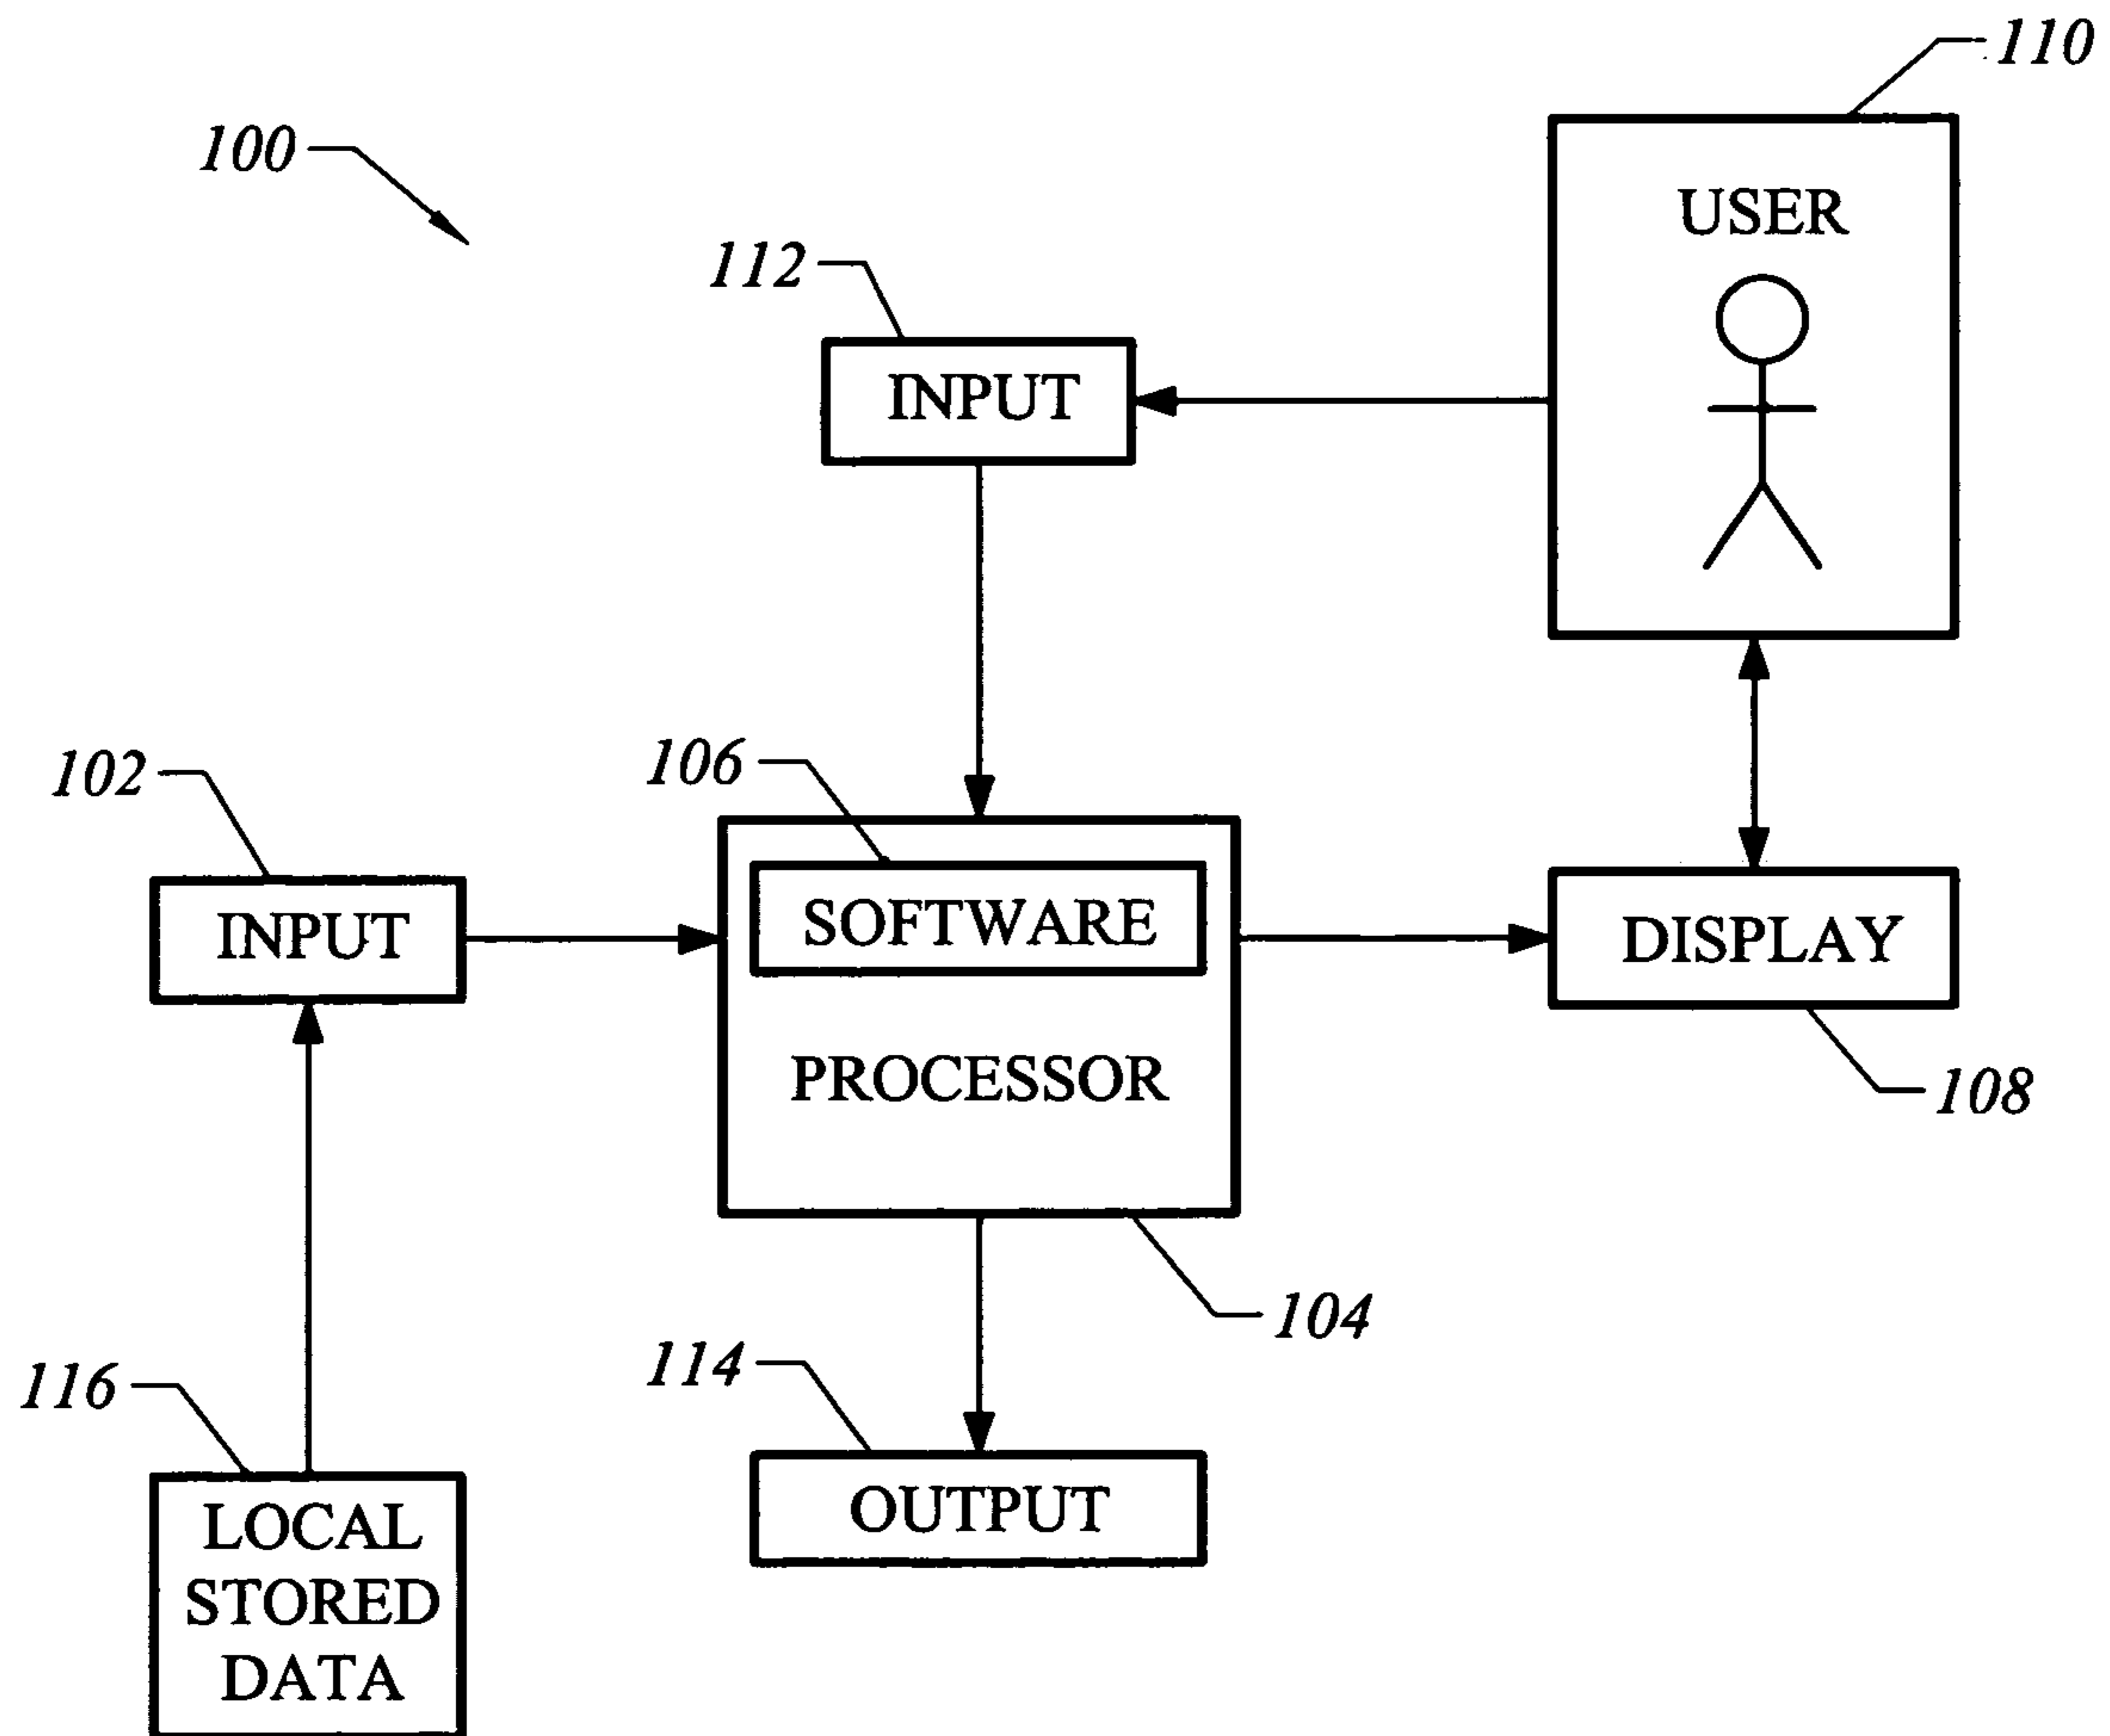 110
100
USER
112
INPUT
106
102
SOFTWARE
INPUT
DISPLAY
PROCESSOR
108
104
114
116
OUTPUT
LOCAL
STORED
DATA